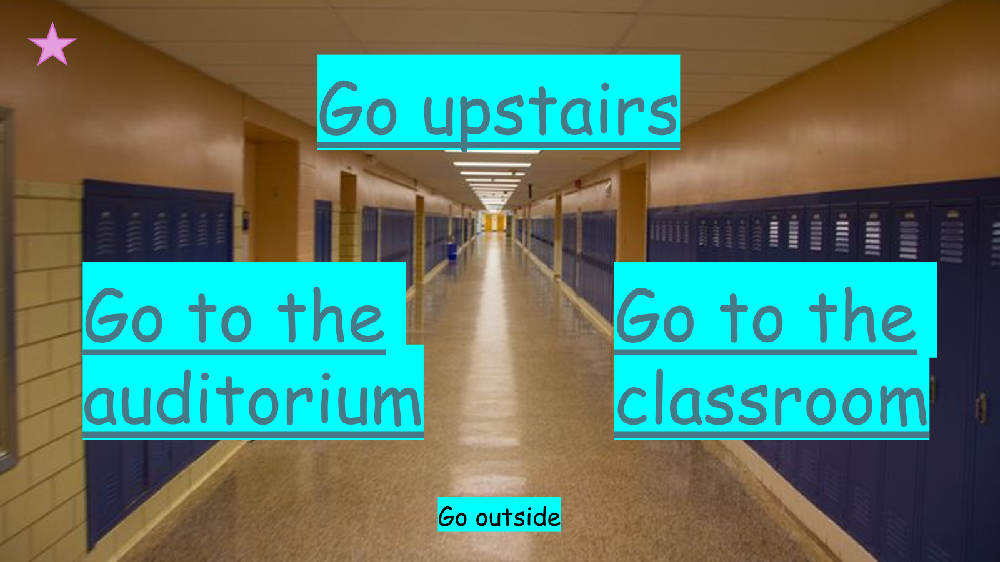 Go upstairs
Go to the
auditorium
Go to the
classroom
Go outside